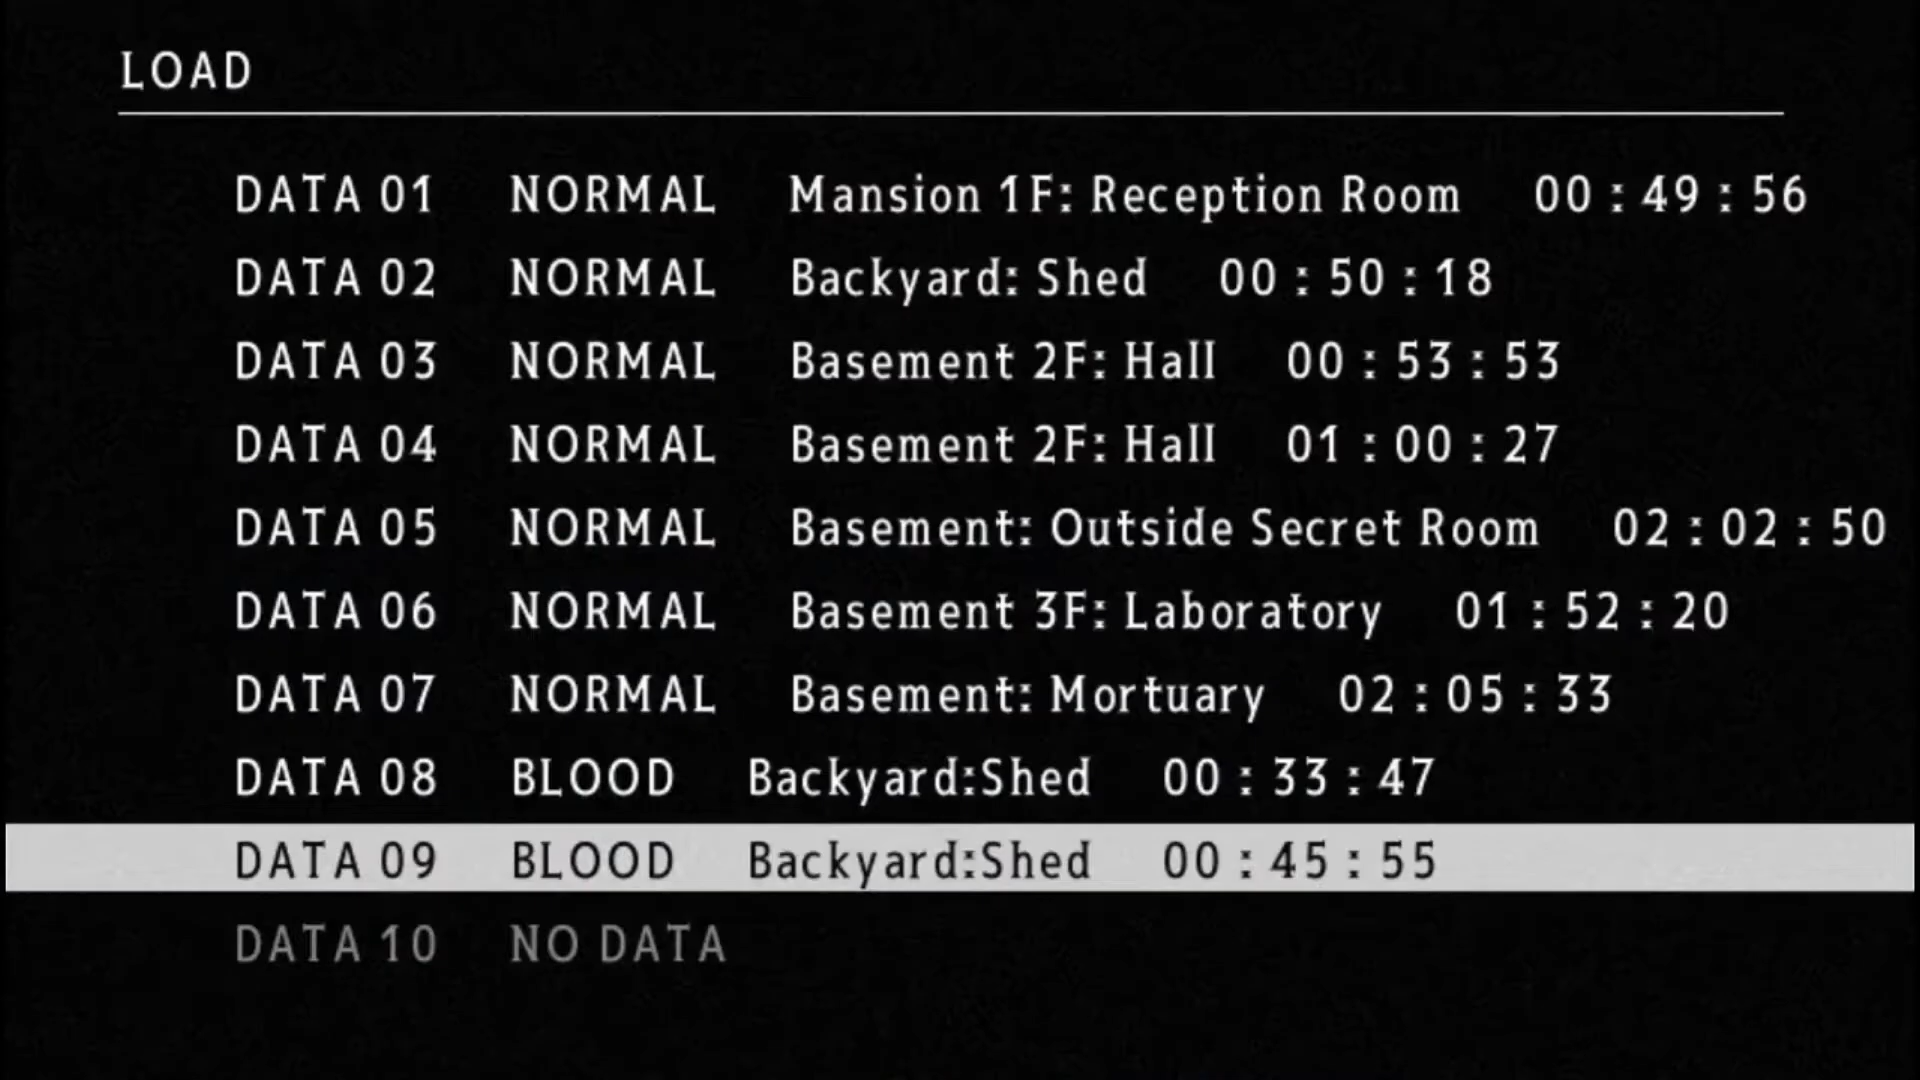 LOAD
DATA 01 NORMAL Mansion 1F: Reception Room 00 : 49 : 56
DATA 02 NORMAL Backyard: Shed 00 : 50 : 18
DATA 03 NORMAL Basement 2F: Hall 00 : 53 : 53
DATA 04 NORMAL Basement 2F: Hall 01 : 00 : 27
DATA 05 NORMAL Basement: Outside Secret Room 02 : 02 : 50
DATA 06 NORMAL Basement 3F: Laboratory 01 : 52 : 20
DATA 07 NORMAL Basement: Mortuary 02 : 05 : 33
DATA 08 BLOOD Backyard:Shed 00 : 33 : 47
DATA 09 BLOOD Backyard:Shed 00 : 45 : 55
DATA 10 NO DATA